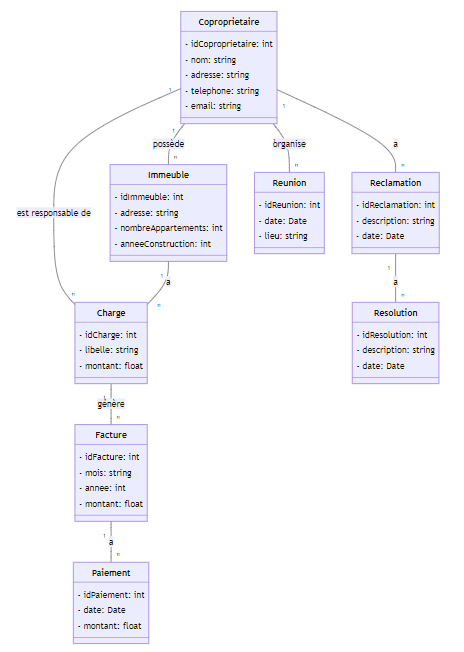 Coproprietaire
- idCoproprietaire: int
- nom: string
- adresse: string
- telephone: string
- email: string
1
1
1
possède
organise
a
n
n
n
Immeuble
- idImmeuble: int
- adresse: string
- nombreAppartements: int
- anneeConstruction: int
Reunion
- idReunion: int
- date: Date
- lieu: string
Reclamation
- idReclamation: int
- description: string
- date: Date
est responsable de
1
a
1
a
n
n
n
Charge
- idCharge: int
- libelle: string
- montant: float
Resolution
- idResolution: int
- description: string
- date: Date
1
génère
n
Facture
- idFacture: int
- mois: string
- annee: int
- montant: float
1
a
n
Paiement
- idPaiement: int
- date: Date
- montant: float